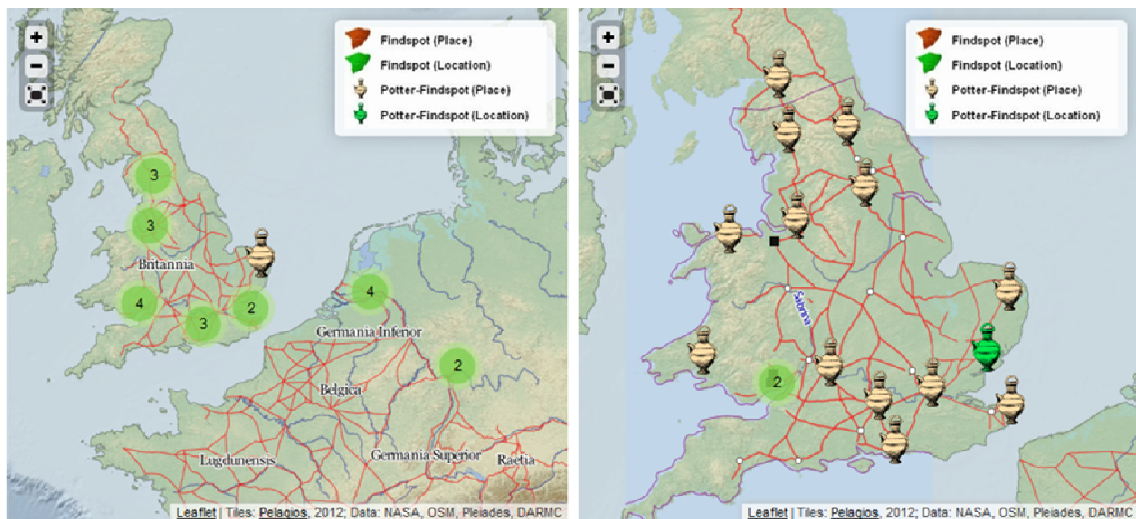 +
−
Findspot (Place)
Findspot (Location)
Potter-Findspot (Place)
Potter-Findspot (Location)
3
3
Britannia
4
3
2
4
Germania Inferior
2
Belgica
Lugdunensis
Germania Superior
Raetia
Leaflet | Tiles: Pelagios, 2012; Data: NASA, OSM, Pleiades, DARMC
+
−
Findspot (Place)
Findspot (Location)
Potter-Findspot (Place)
Potter-Findspot (Location)
Sabrina
2
Leaflet | Tiles: Pelagios, 2012; Data: NASA, OSM, Pleiades, DARMC